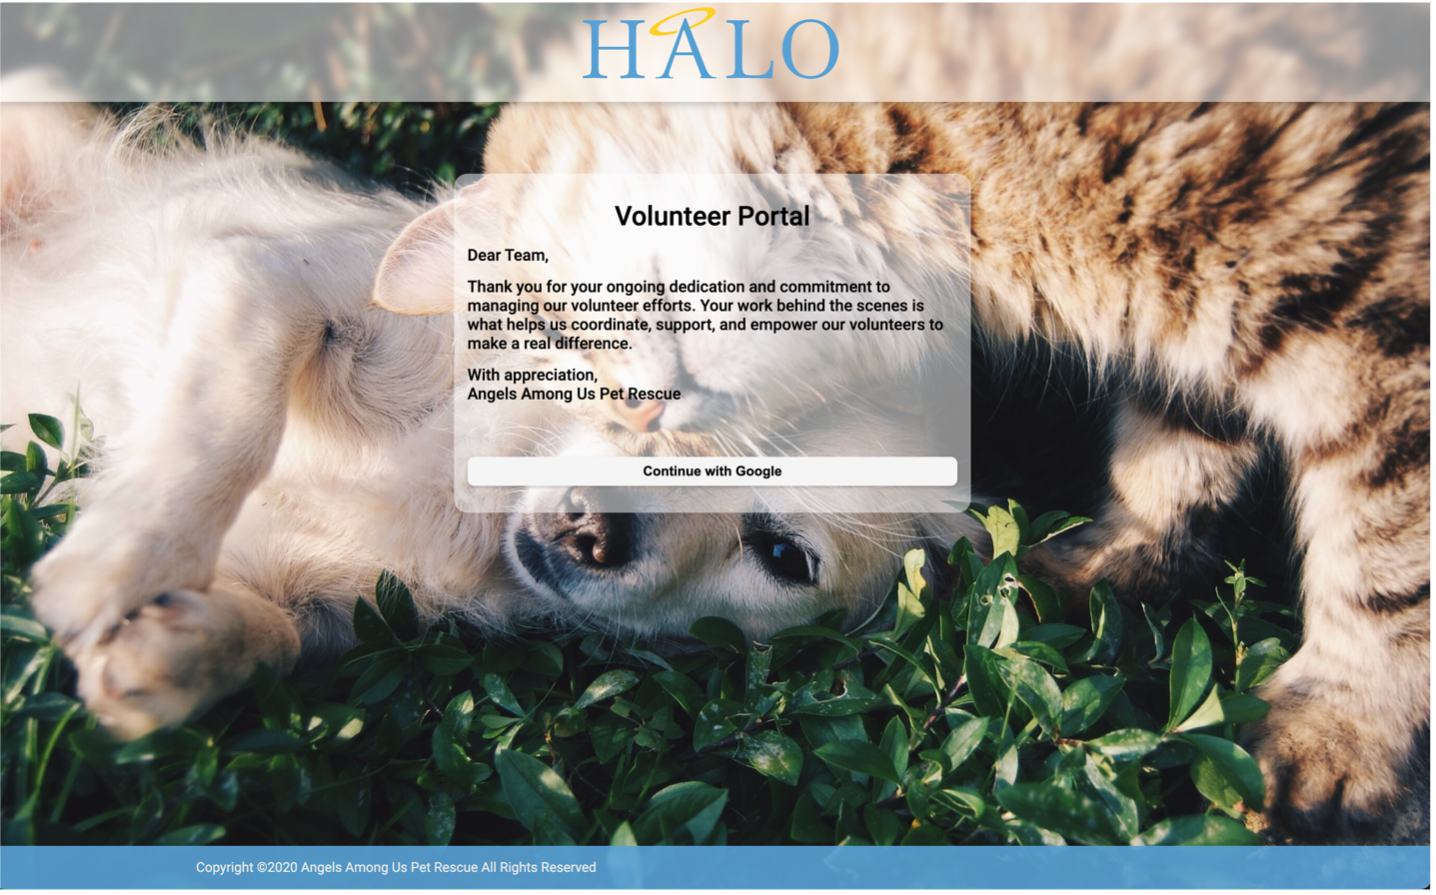 HALO
Volunteer Portal
Dear Team,
Thank you for your ongoing dedication and commitment to
managing our volunteer efforts. Your work behind the scenes is
what helps us coordinate, support, and empower our volunteers to
make a real difference.
With appreciation,
Angels Among Us Pet Rescue
Continue with Google
Copyright ©2020 Angels Among Us Pet Rescue All Rights Reserved